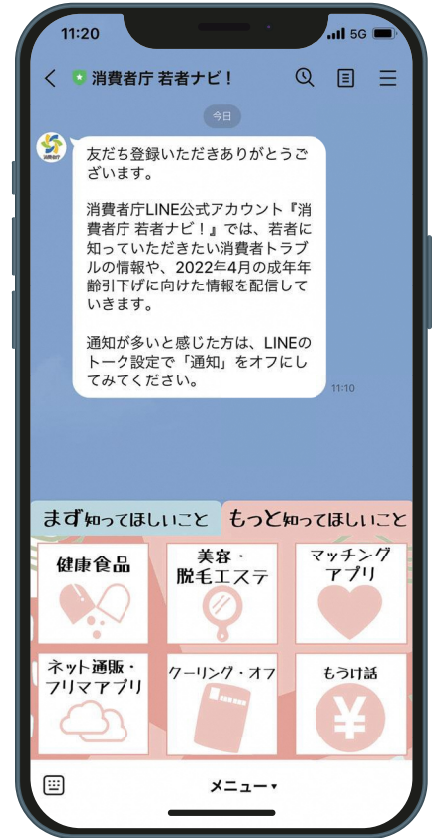 11:20
5G
消費者庁 若者ナビ！
今日
友だち登録いただきありがとうご
ざいます。
消費者庁LINE公式アカウント『消
費者庁 若者ナビ！』では、若者に
知っていただきたい消費者トラブ
ルの情報や、2022年4月の成年年
齢引下げに向けた情報を配信して
いきます。
通知が多いと感じた方は、LINEの
トーク設定で「通知」をオフにし
てみてください。
11:10
まず知ってほしいこと
もっと知ってほしいこと
健康食品
美容・
脱毛エステ
マッチング
アプリ
ネット通販・
フリマアプリ
クーリング・オフ
もうけ話
¥
メニュー▾